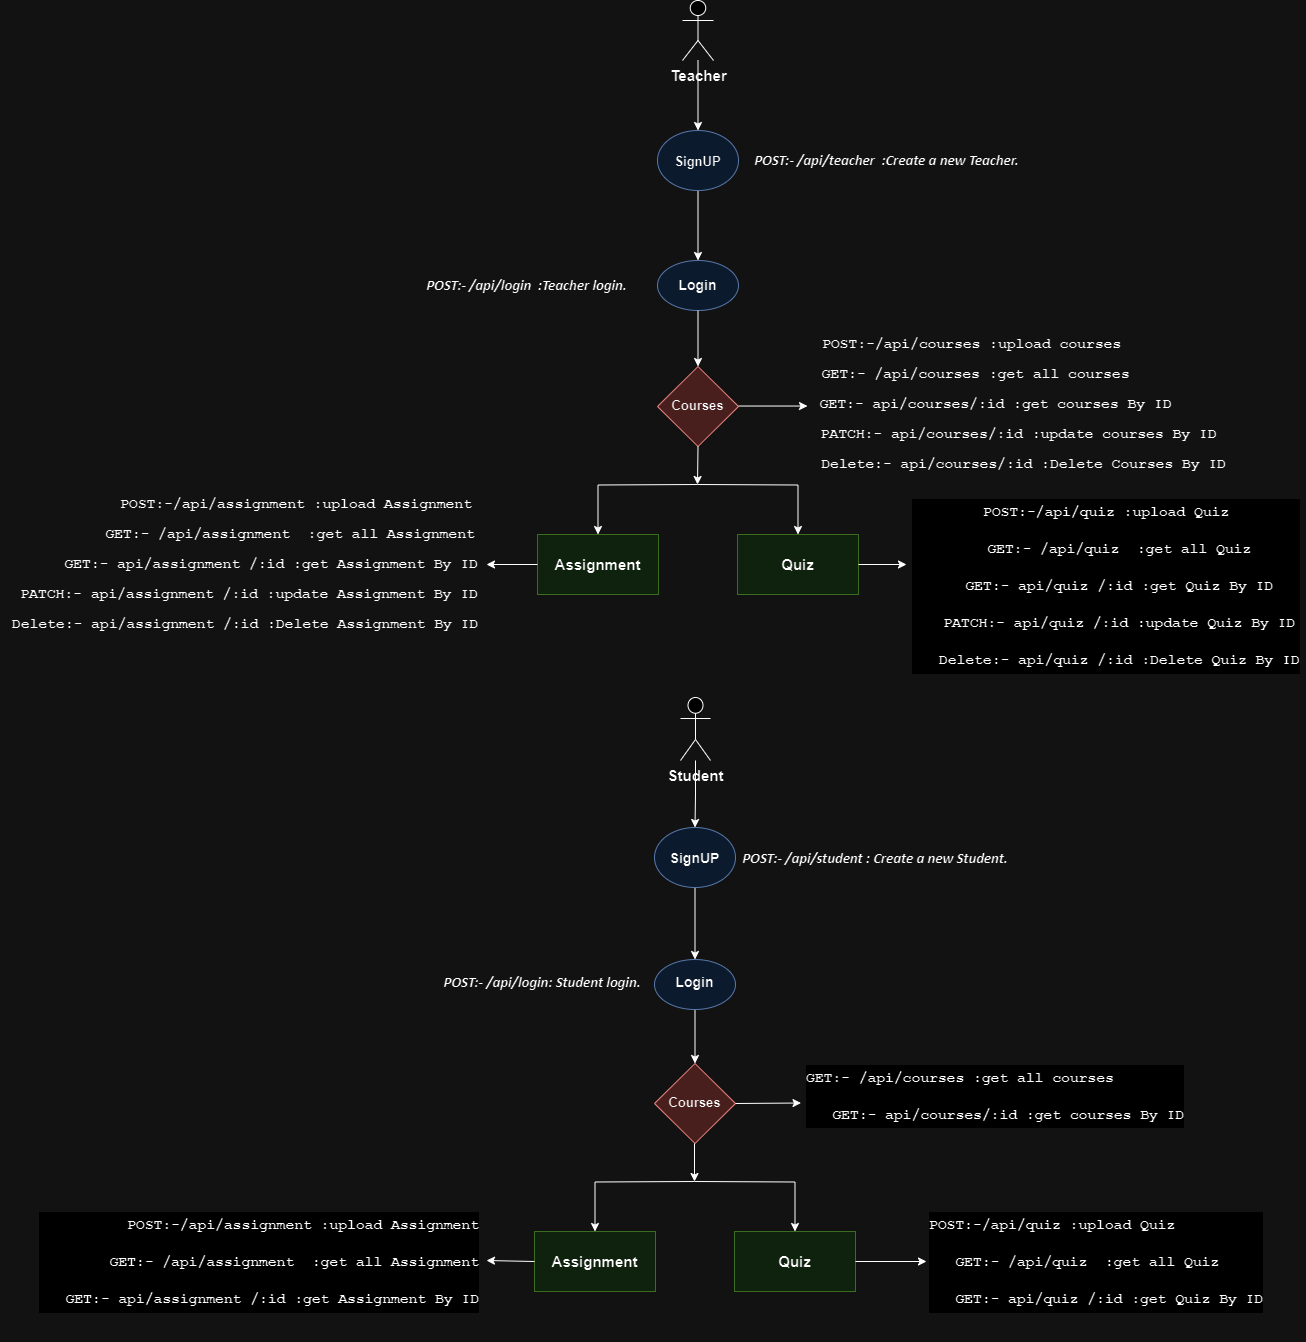 Teacher
SignUP
POST:- /api/teacher  :Create a new Teacher.
POST:- /api/login  :Teacher login.
Login
POST:-/api/courses :upload courses
GET:- /api/courses :get all courses
Courses
GET:- api/courses/:id :get courses By ID
PATCH:- api/courses/:id :update courses By ID
Delete:- api/courses/:id :Delete Courses By ID
POST:-/api/assignment :upload Assignment
GET:- /api/assignment  :get all Assignment
GET:- api/assignment /:id :get Assignment By ID
PATCH:- api/assignment /:id :update Assignment By ID
Delete:- api/assignment /:id :Delete Assignment By ID
Assignment
Quiz
POST:-/api/quiz :upload Quiz
GET:- /api/quiz  :get all Quiz
GET:- api/quiz /:id :get Quiz By ID
PATCH:- api/quiz /:id :update Quiz By ID
Delete:- api/quiz /:id :Delete Quiz By ID
Student
SignUP
POST:- /api/student : Create a new Student.
POST:- /api/login: Student login.
Login
Courses
GET:- /api/courses :get all courses
GET:- api/courses/:id :get courses By ID
POST:-/api/assignment :upload Assignment
GET:- /api/assignment  :get all Assignment
GET:- api/assignment /:id :get Assignment By ID
Assignment
Quiz
POST:-/api/quiz :upload Quiz
GET:- /api/quiz  :get all Quiz
GET:- api/quiz /:id :get Quiz By ID